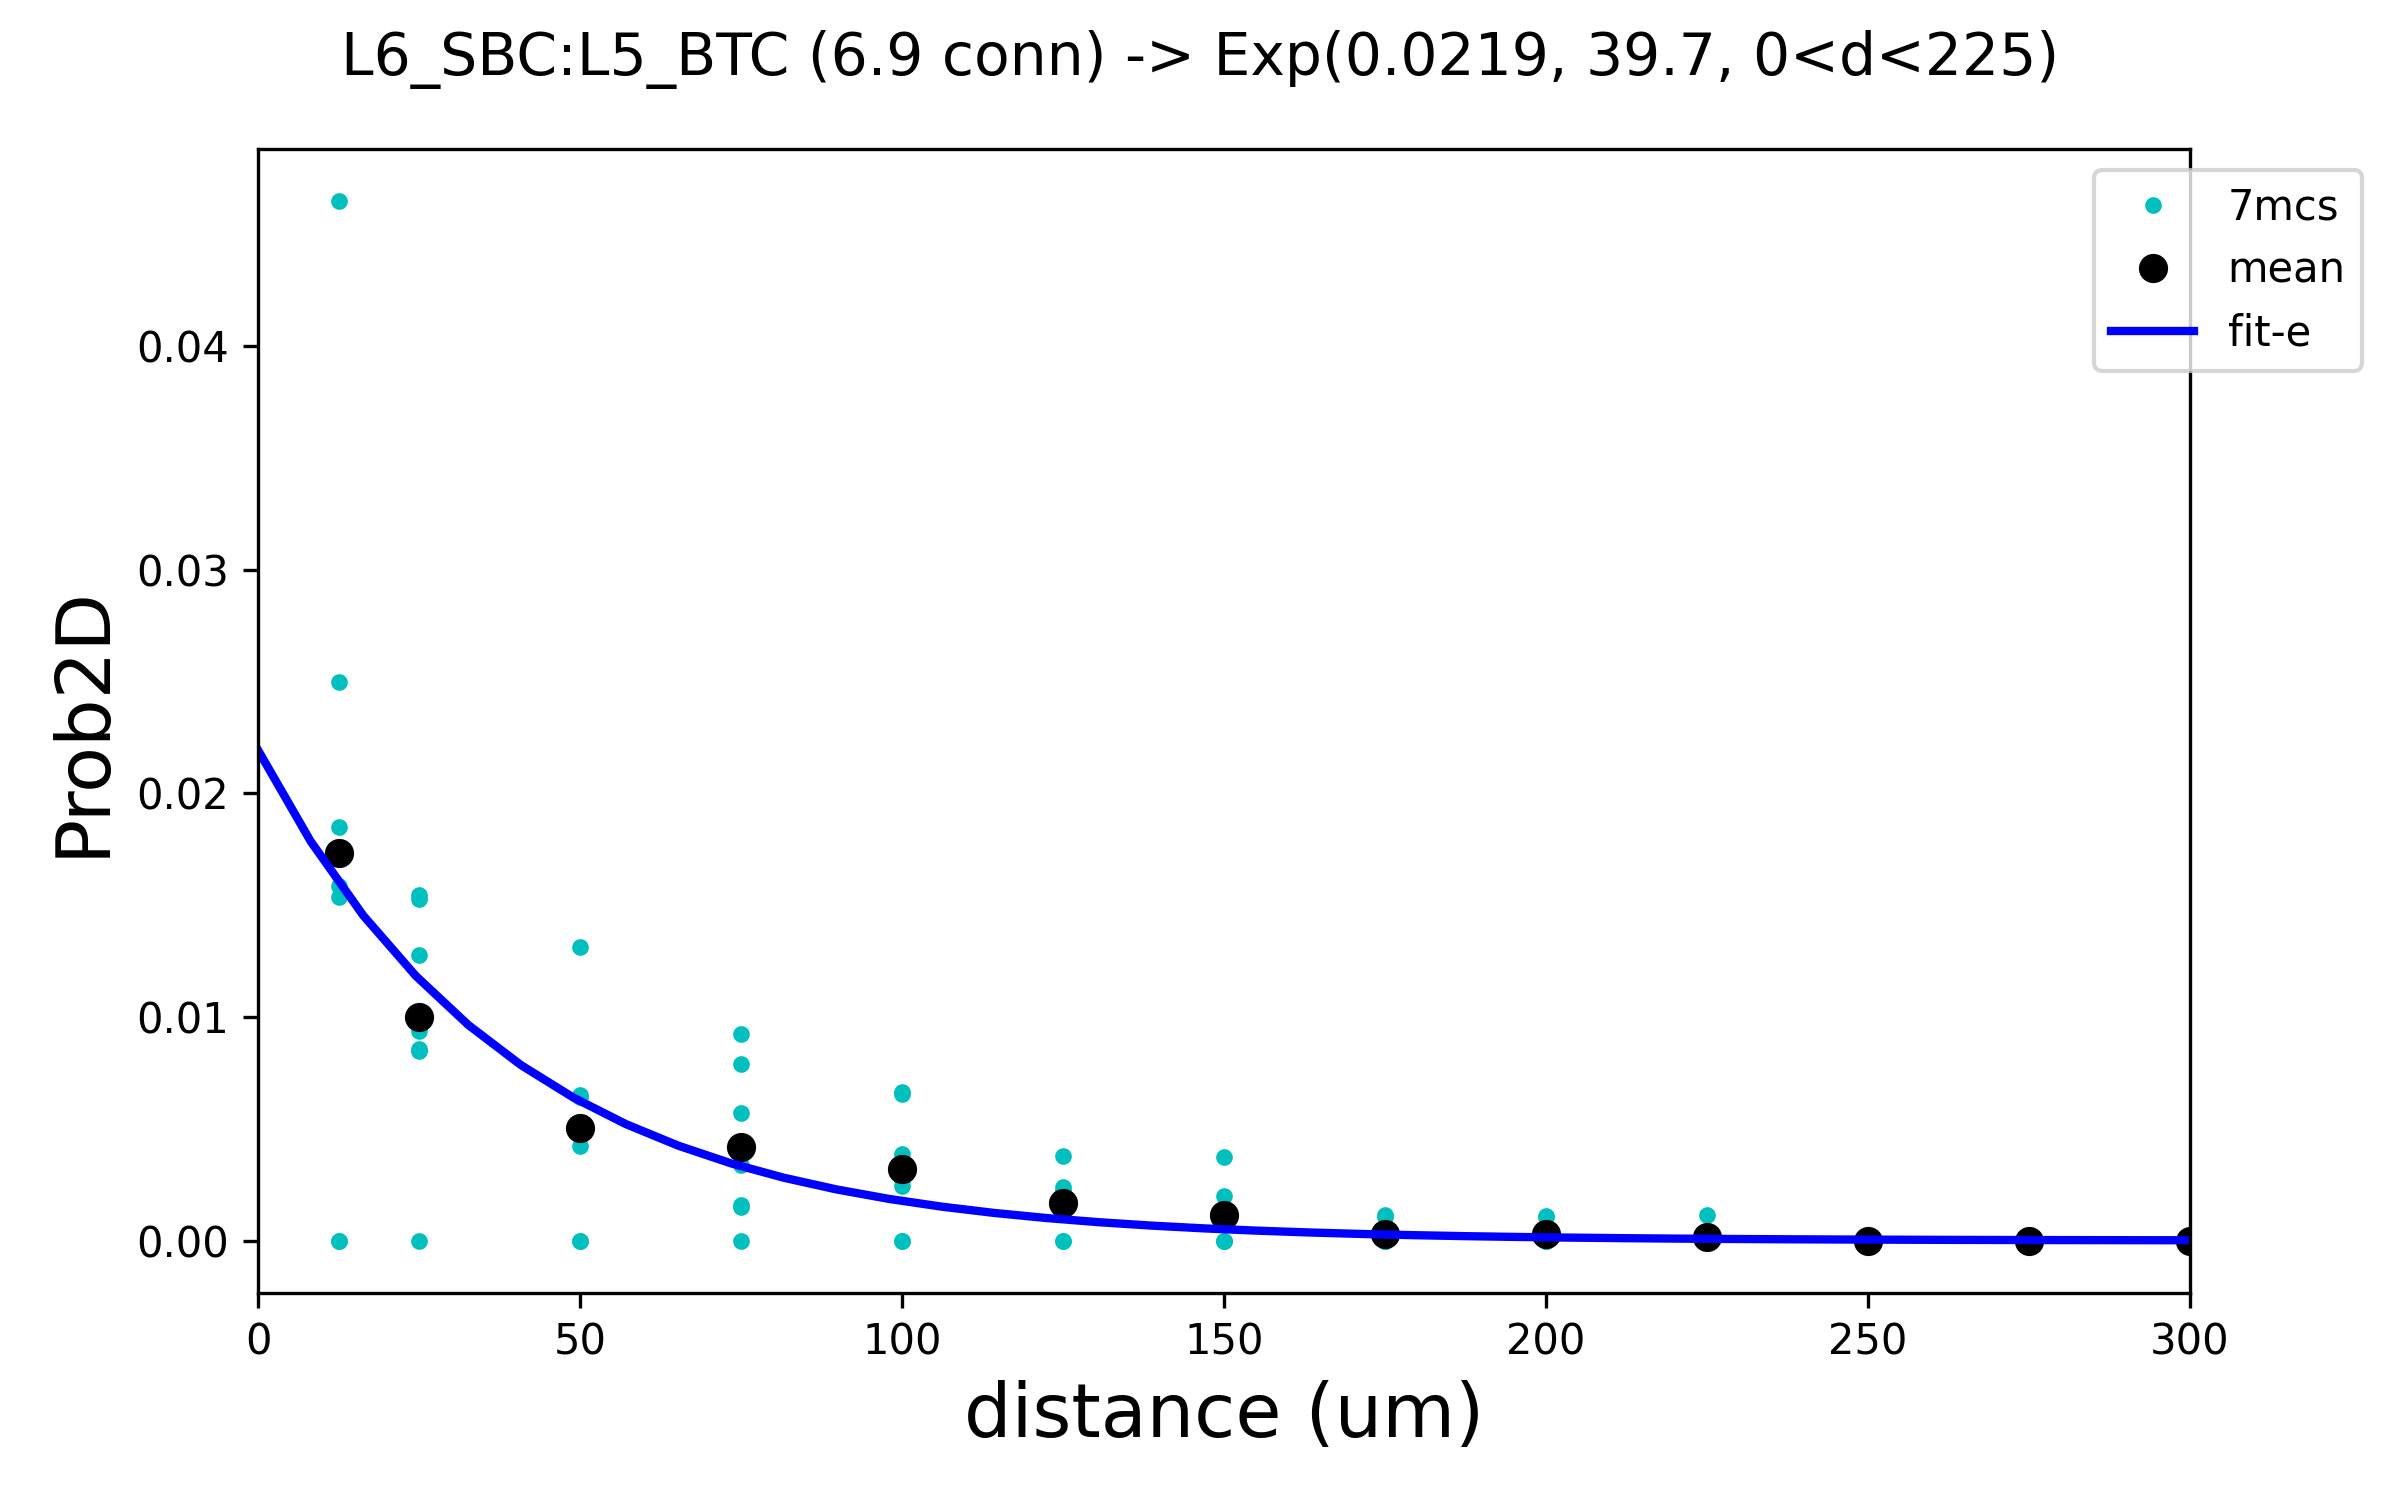 L6_SBC:L5_BTC (6.9 conn) -> Exp(0.0219, 39.7, 0<d<225)
7mcs
mean
fit-e
0.04
0.03
0.02
0.01
0.00
Prob2D
0 50 100 150 200 250 300
distance (um)